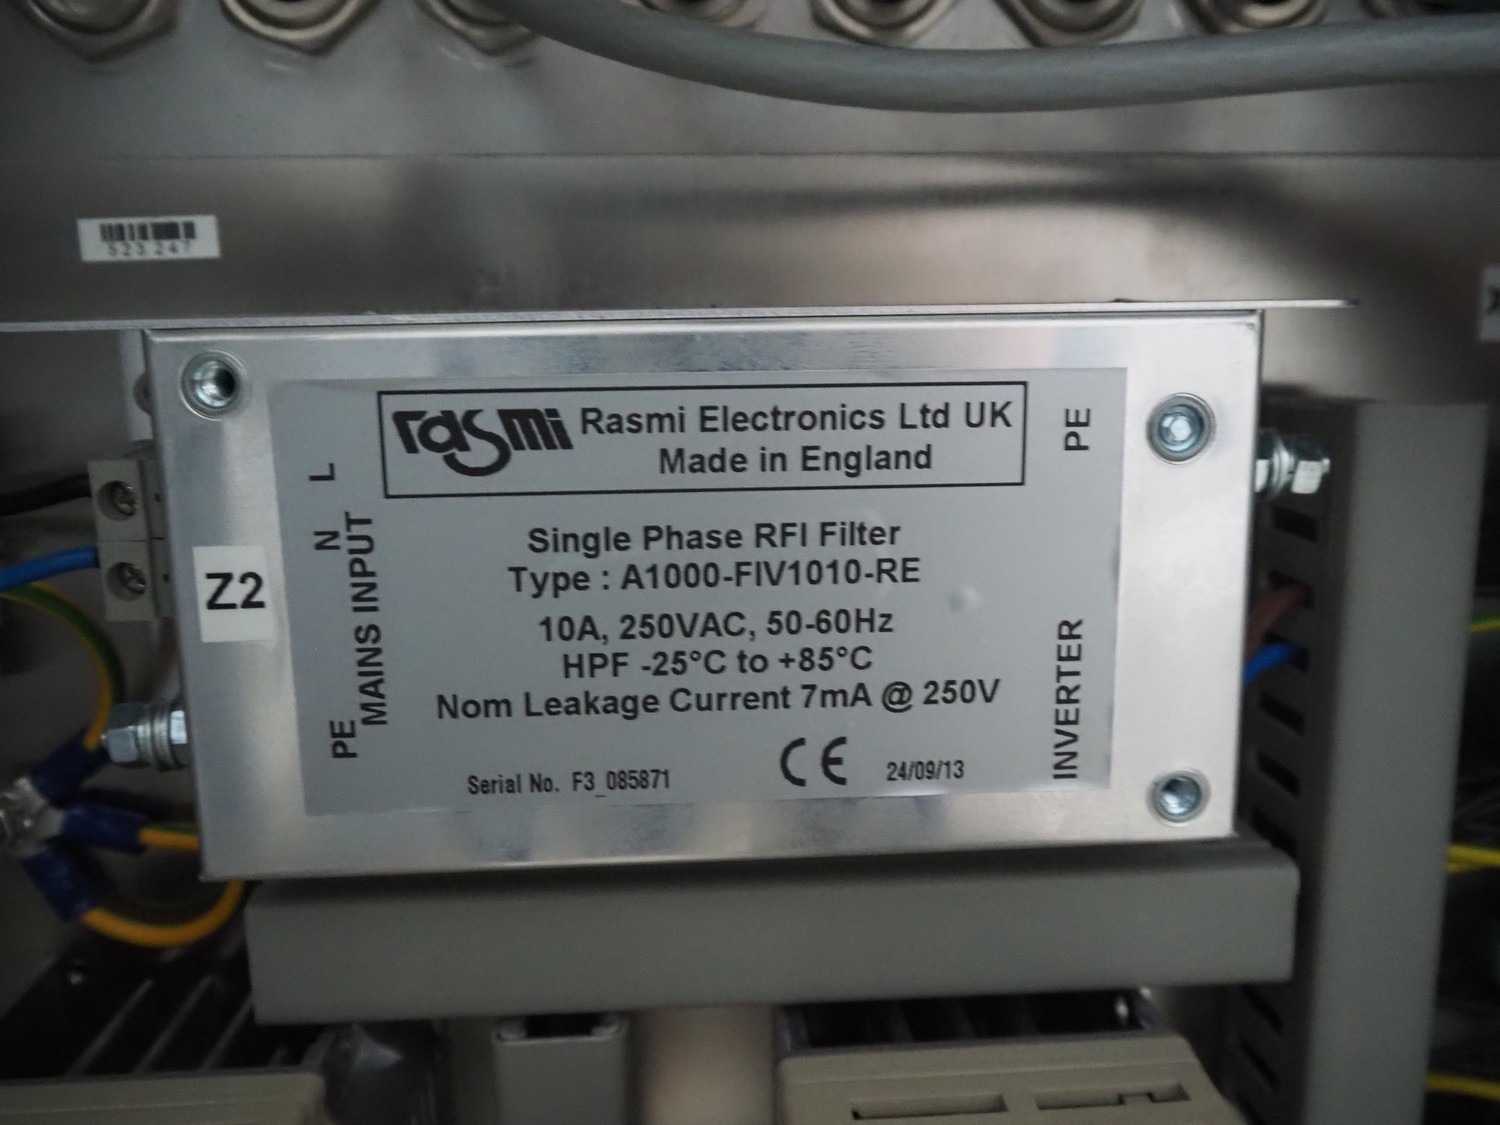 523 247
rasmi Rasmi Electronics Ltd UK
Made in England
PE
L
N
PE
MAINS INPUT
Z2
Single Phase RFI Filter
Type : A1000-FIV1010-RE
10A, 250VAC, 50-60Hz
HPF -25°C to +85°C
Nom Leakage Current 7mA @ 250V
INVERTER
Serial No. F3_085871
CE
24/09/13